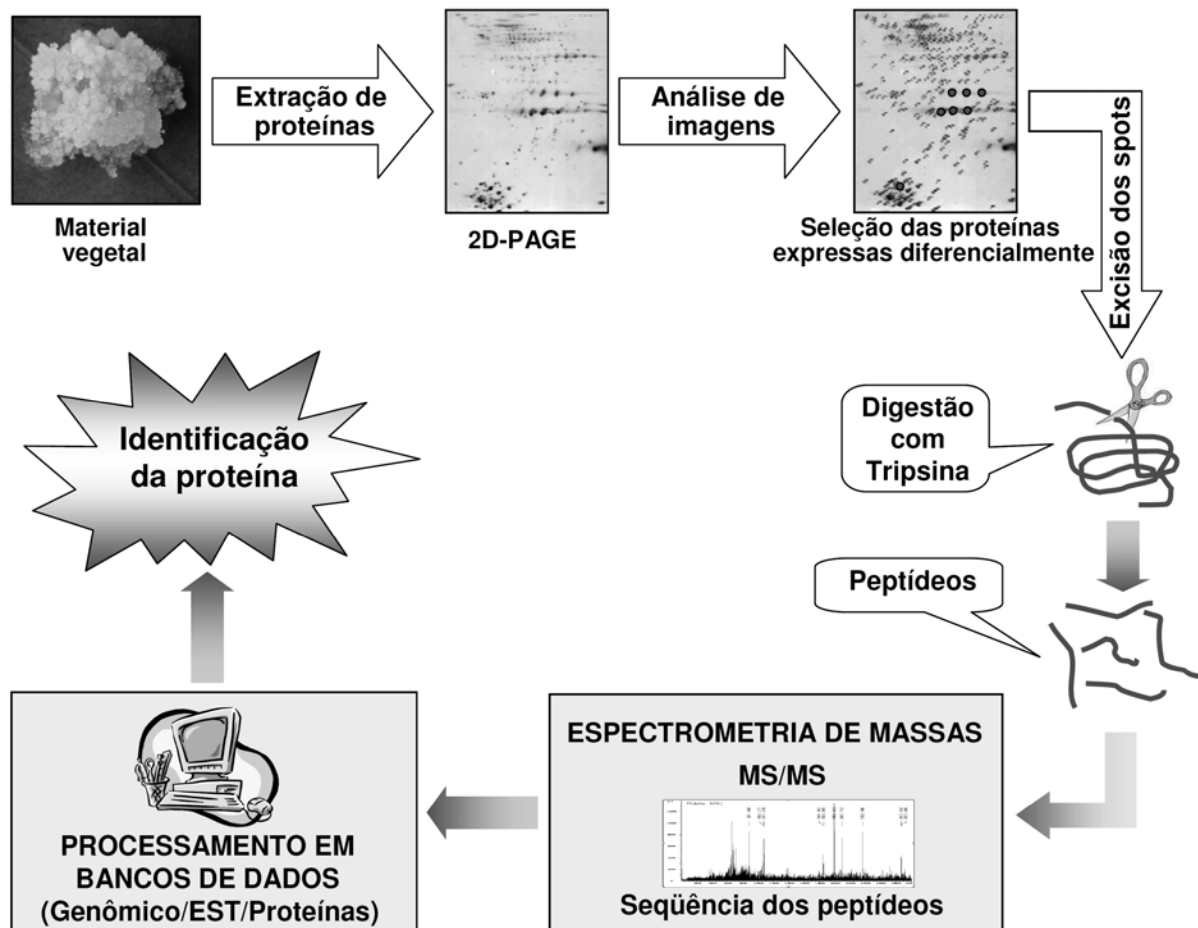 Extração de
proteínas
Análise de
imagens
Excisão dos spots
Material
vegetal
2D-PAGE
Seleção das proteínas
expressas diferencialmente
Digestão
com
Tripsina
Peptídeos
ESPECTROMETRIA DE MASSAS
MS/MS
Seqüência dos peptídeos
PROCESSAMENTO EM
BANCOS DE DADOS
(Genômico/EST/Proteínas)
Identificação
da proteína